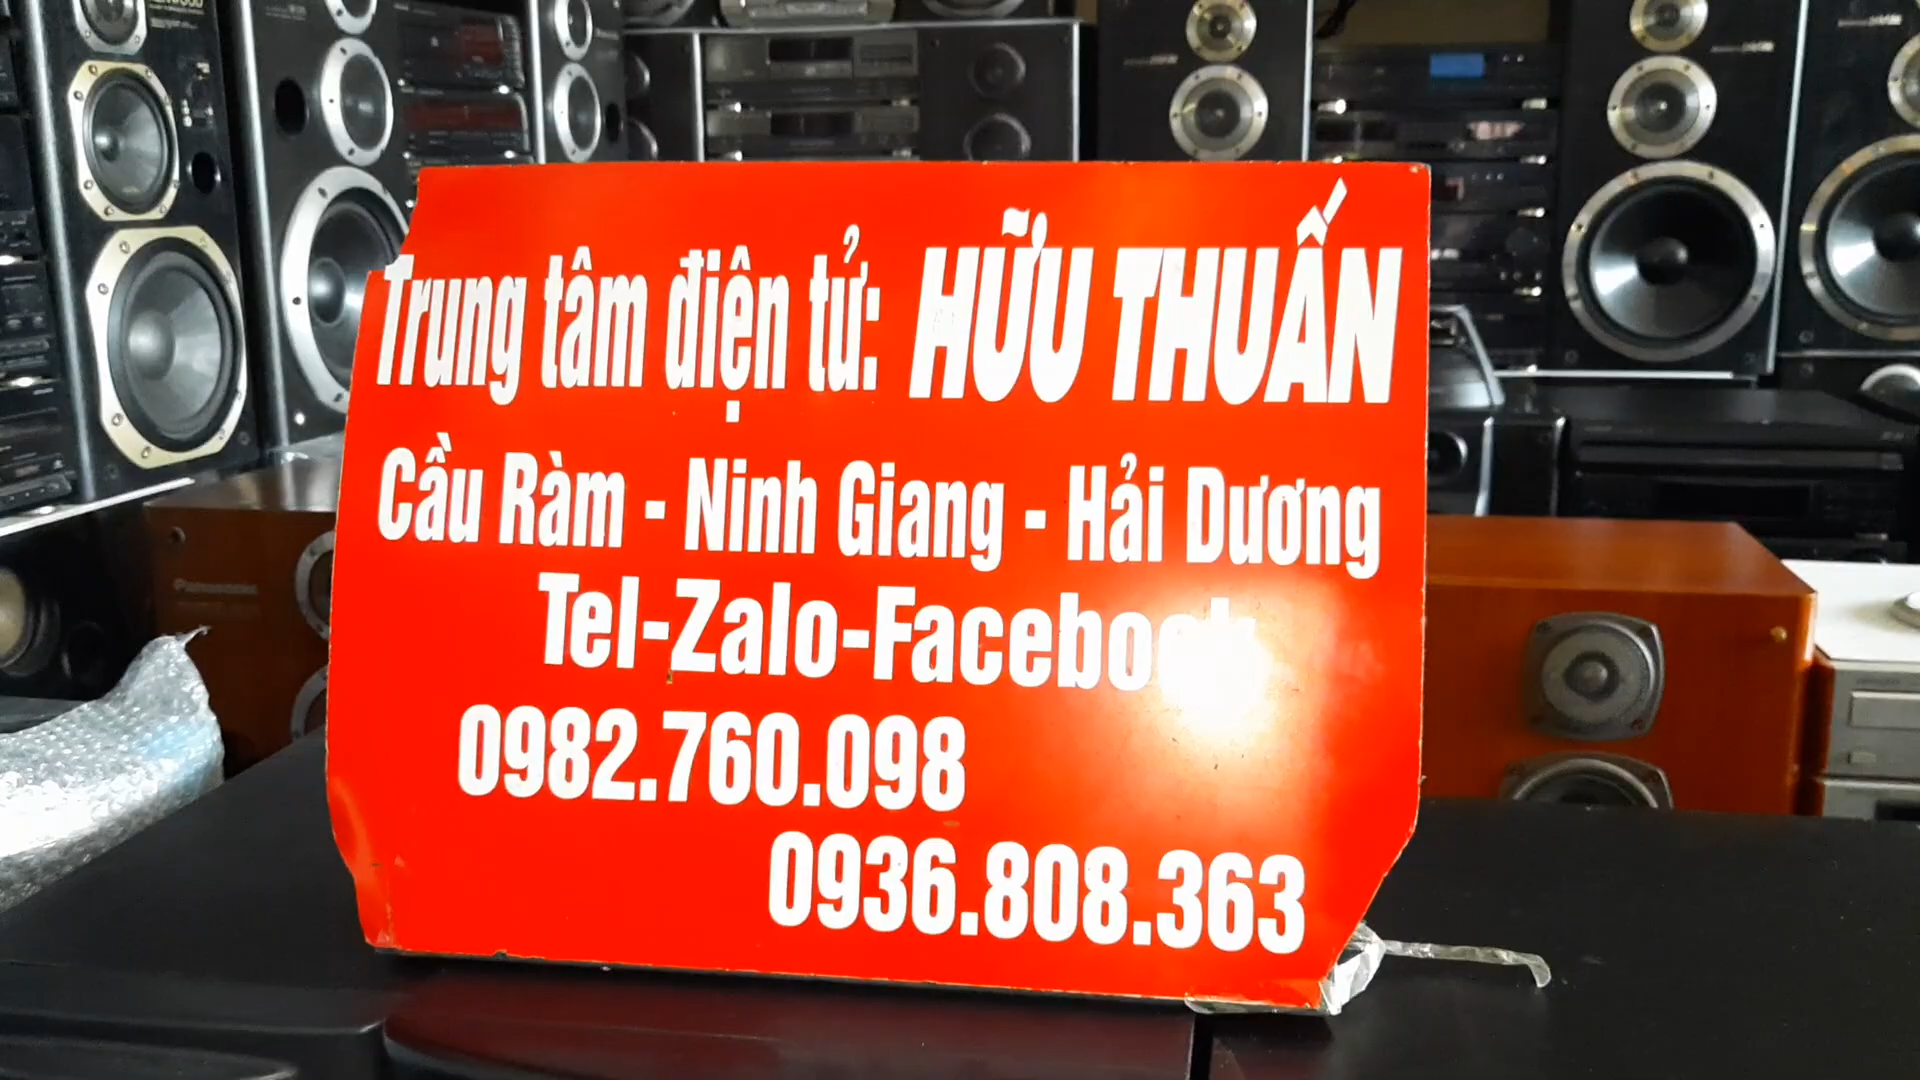 Trung tâm điện tử: HỮU THUẤN
Cầu Ràm - Ninh Giang - Hải Dương
Tel-Zalo-Facebook
0982.760.098
0936.808.363